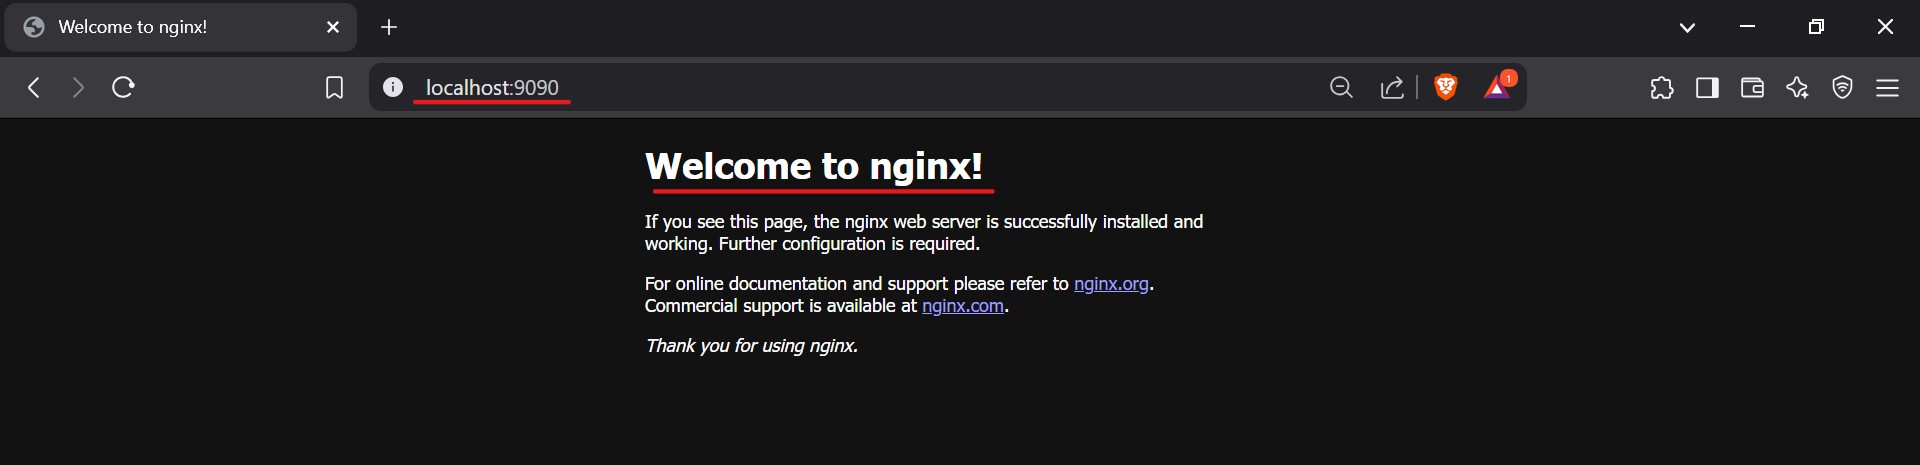 Welcome to nginx!
localhost:9090
1
Welcome to nginx!
If you see this page, the nginx web server is successfully installed and
working. Further configuration is required.
For online documentation and support please refer to nginx.org.
Commercial support is available at nginx.com.
Thank you for using nginx.